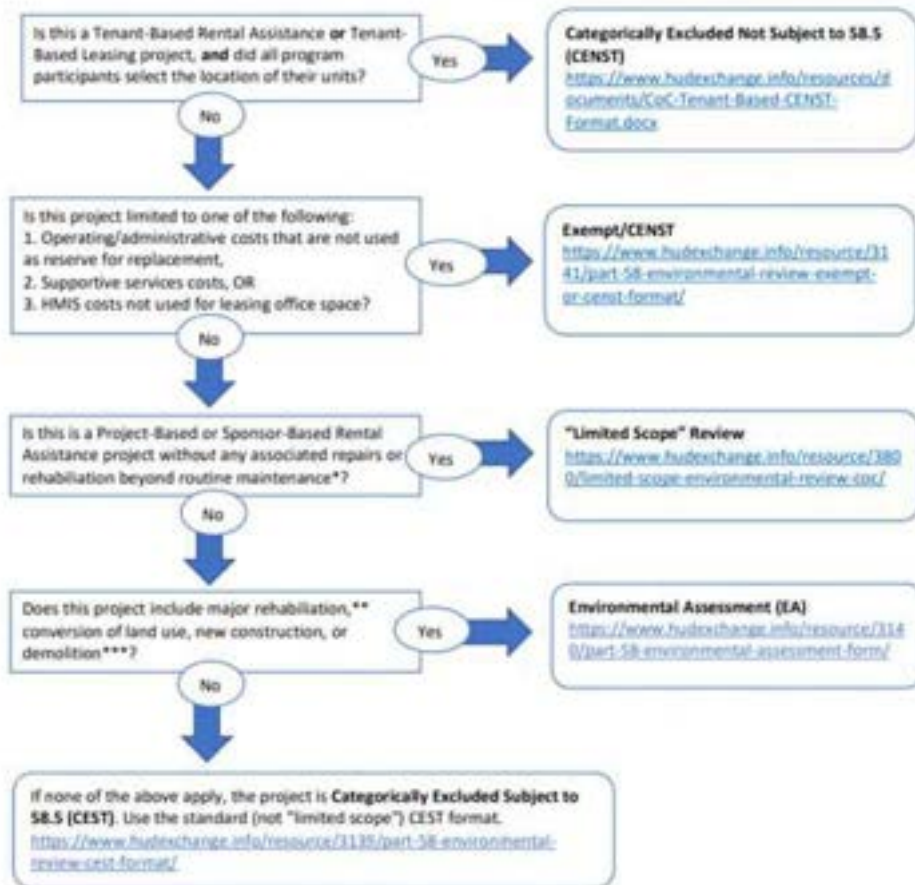 Is this a Tenant-Based Rental Assistance or Tenant-
Based Leasing project, and did all program
participants select the location of their units?
Yes
Categorically Excluded Not Subject to 58.5
(CENST)
https://www.hudexchange.info/resources/d
ocuments/CoC-Tenant-Based-CENST-
Format.docx
No
Is this project limited to one of the following:
1. Operating/administrative costs that are not used
as reserve for replacement,
2. Supportive services costs, OR
3. HMIS costs not used for leasing office space?
Yes
Exempt/CENST
https://www.hudexchange.info/resource/31
41/part-58-environmental-review-exempt-
or-censt-format/
No
Is this is a Project-Based or Sponsor-Based Rental
Assistance project without any associated repairs or
rehabiliation beyond routine maintenance*?
Yes
"Limited Scope" Review
https://www.hudexchange.info/resource/380
0/limited-scope-environmental-review-coc/
No
Does this project include major rehabiliation,**
conversion of land use, new construction, or
demolition***?
Yes
Environmental Assessment (EA)
https://www.hudexchange.info/resource/314
0/part-58-environmental-assessment-form/
No
If none of the above apply, the project is Categorically Excluded Subject to
58.5 (CEST). Use the standard (not "limited scope") CEST format.
https://www.hudexchange.info/resource/3139/part-58-environmental-
review-cest-format/